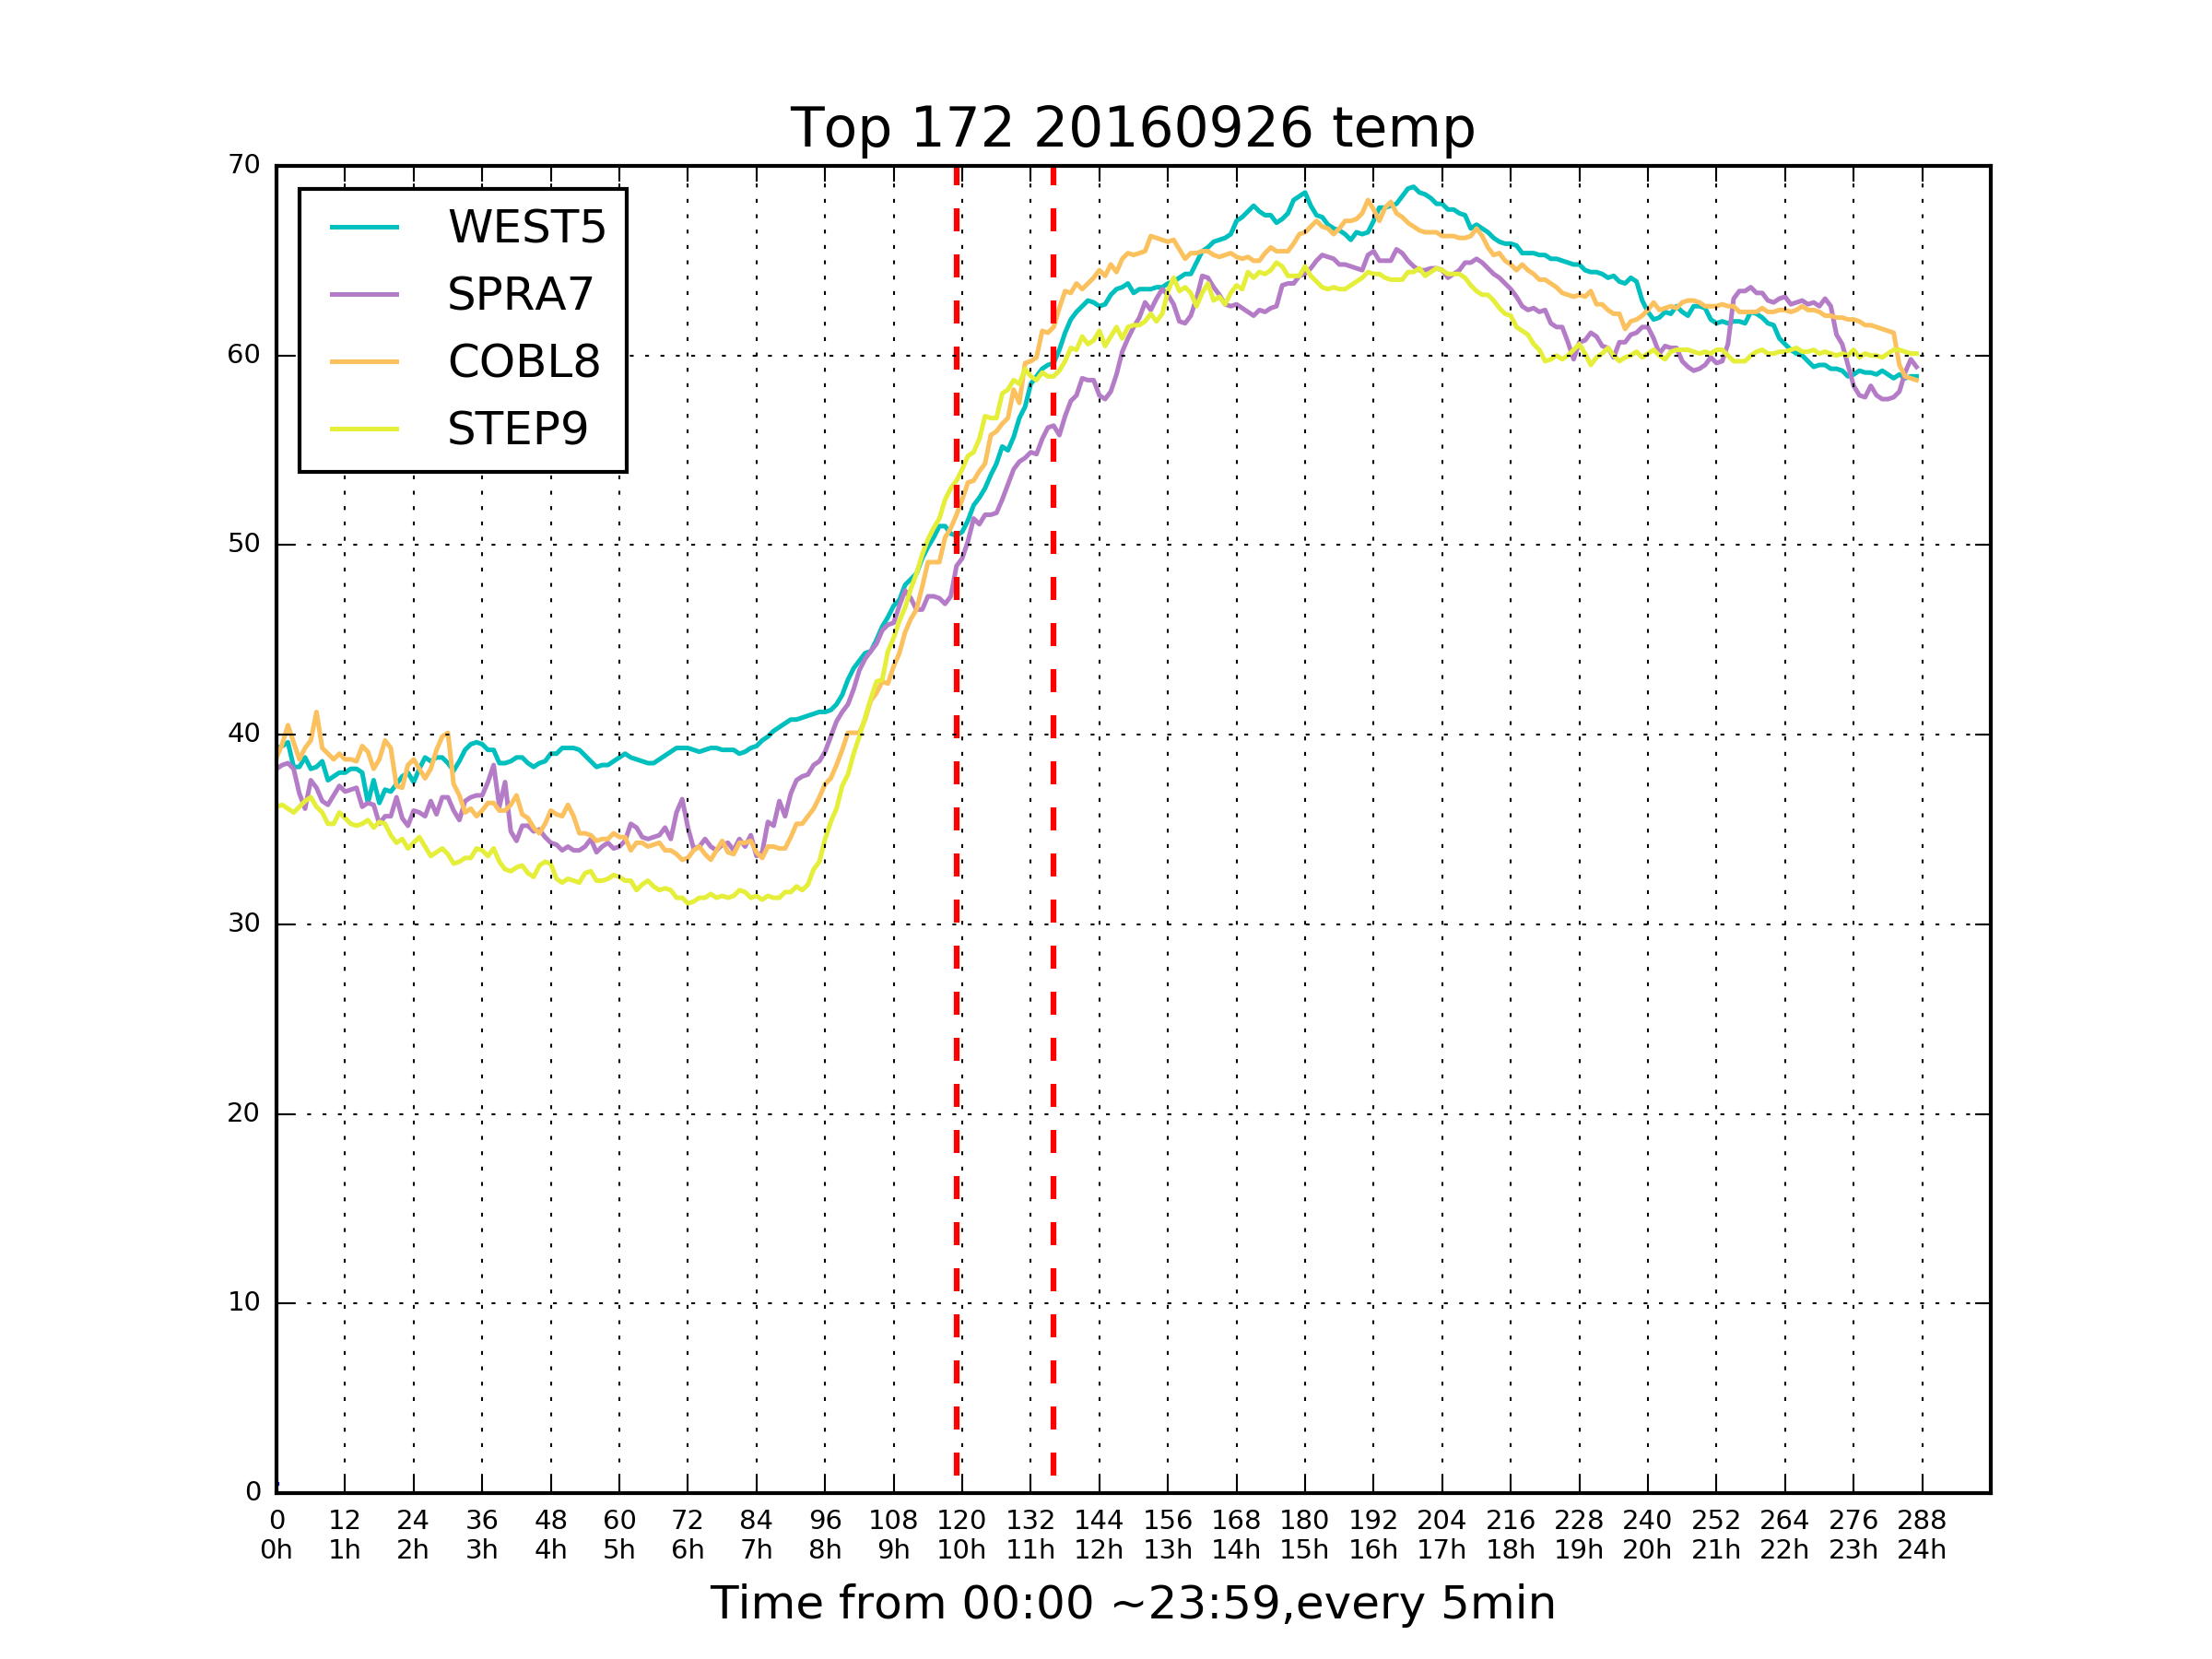 Top 172 20160926 temp
70
60
50
40
30
20
10
0
WEST5
SPRA7
COBL8
STEP9
0 12 24 36 48 60 72 84 96 108 120 132 144 156 168 180 192 204 216 228 240 252 264 276 288
0h 1h 2h 3h 4h 5h 6h 7h 8h 9h 10h 11h 12h 13h 14h 15h 16h 17h 18h 19h 20h 21h 22h 23h 24h
Time from 00:00 ~23:59,every 5min